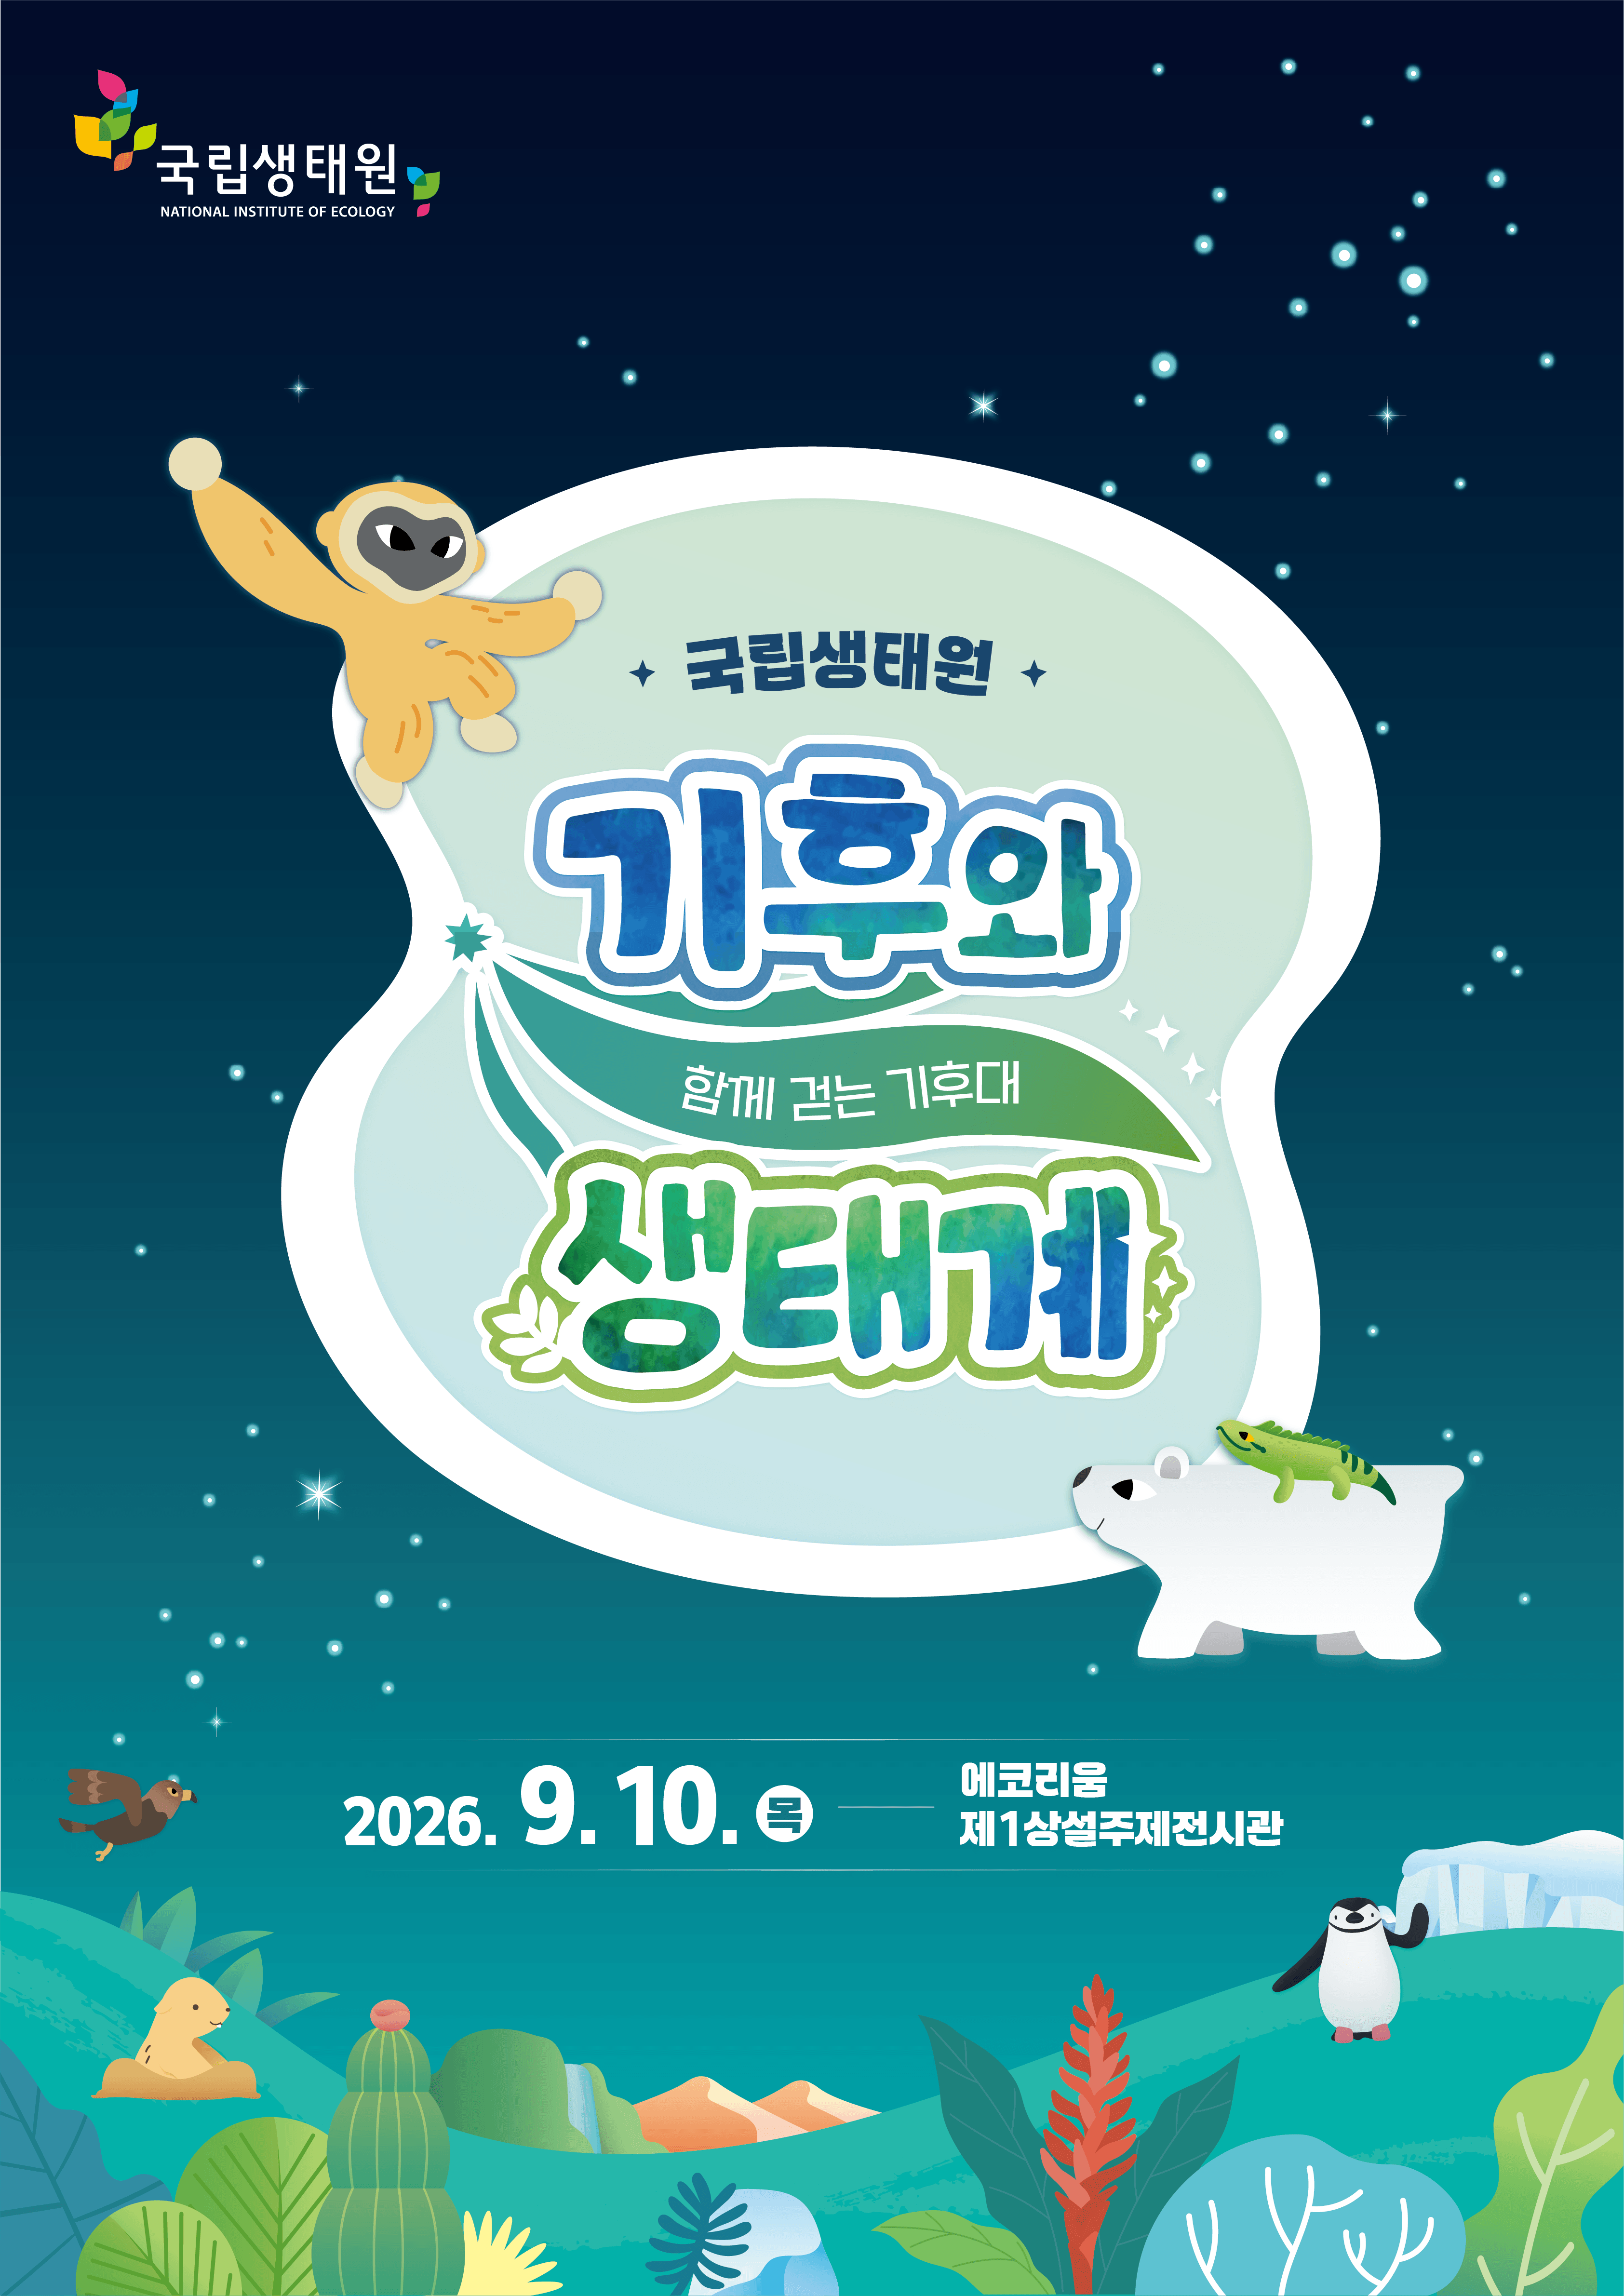 국립생태원
NATIONAL INSTITUTE OF ECOLOGY
국립생태원
기후와
함께 걷는 기후대
생태계
2026. 9. 10. 목
에코리움
제1상설주제전시관